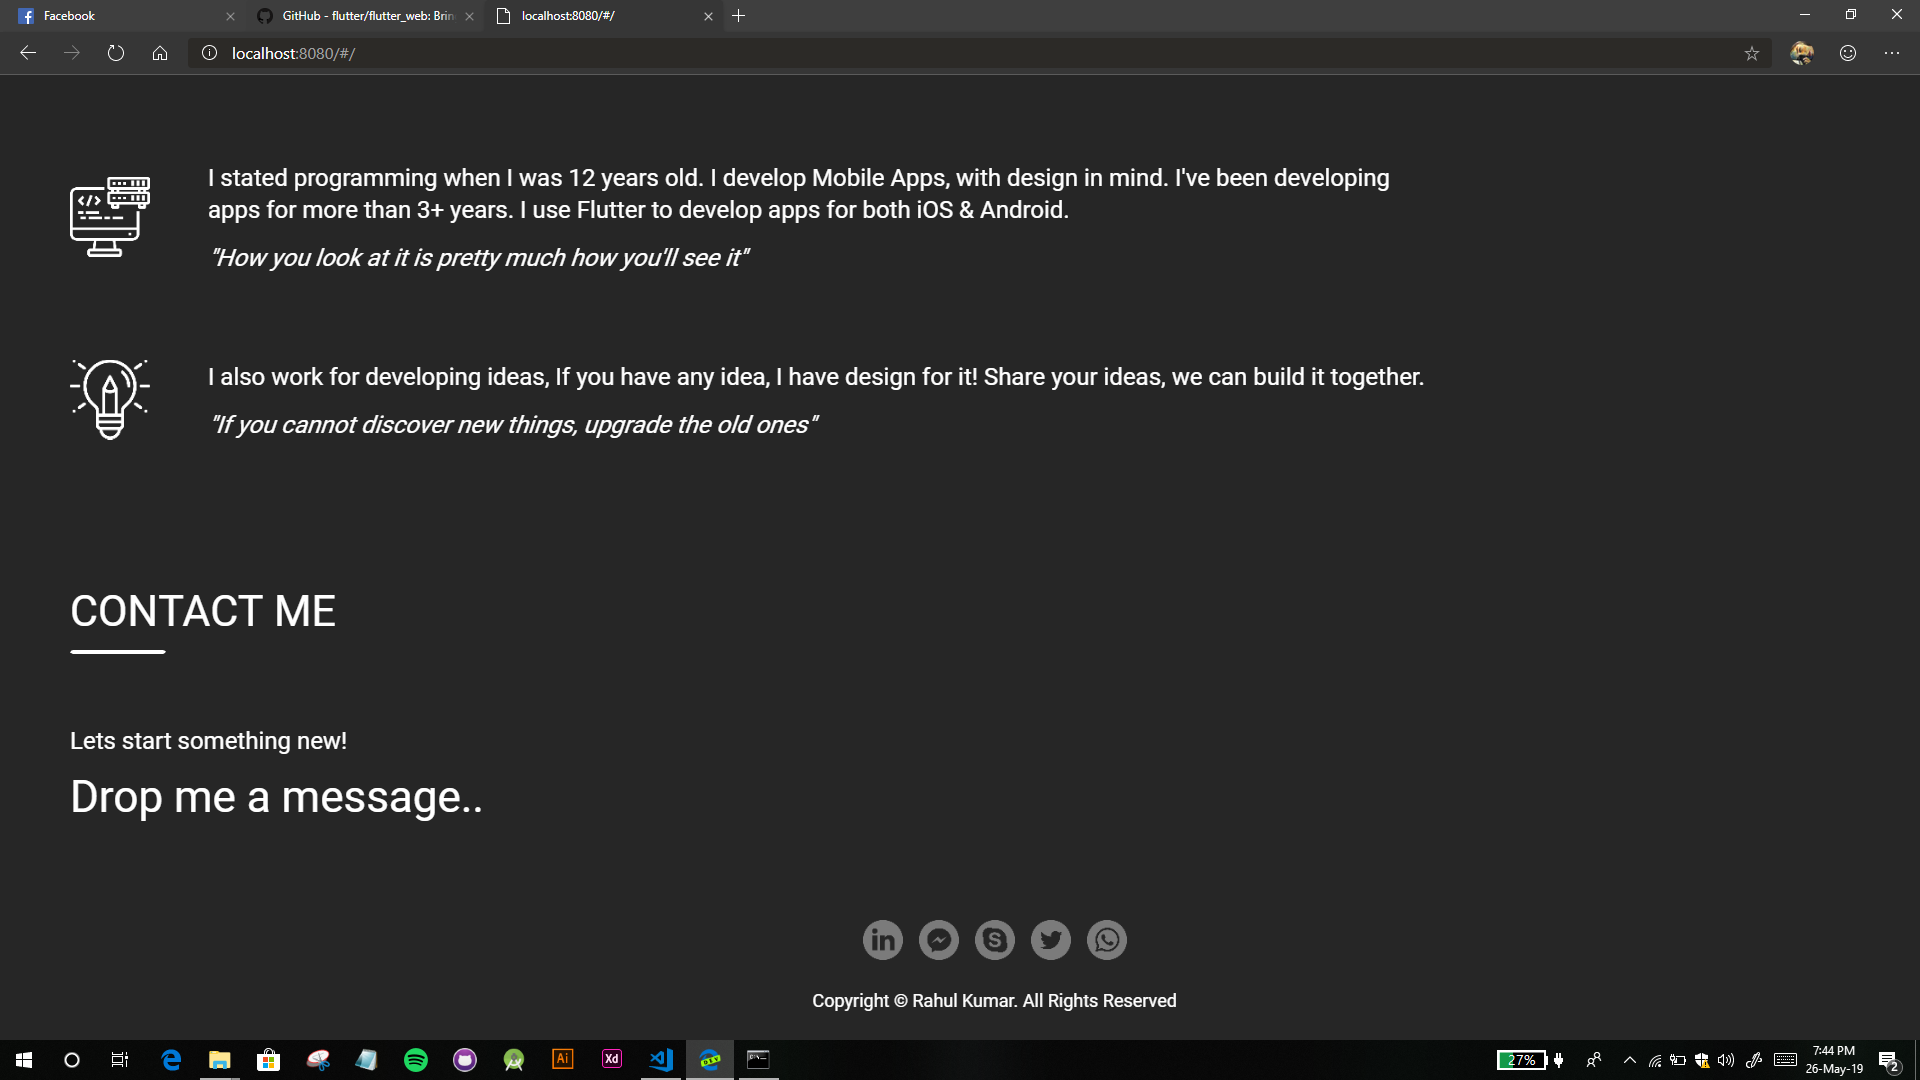 Facebook
GitHub - flutter/flutter_web: Brin
localhost:8080/#/
localhost:8080/#/
I stated programming when I was 12 years old. I develop Mobile Apps, with design in mind. I've been developing
apps for more than 3+ years. I use Flutter to develop apps for both iOS & Android.
"How you look at it is pretty much how you'll see it"
I also work for developing ideas, If you have any idea, I have design for it! Share your ideas, we can build it together.
"If you cannot discover new things, upgrade the old ones"
CONTACT ME
Lets start something new!
Drop me a message..
Copyright © Rahul Kumar. All Rights Reserved
Ai
Xd
DEV
27%
7:44 PM
26-May-19
2